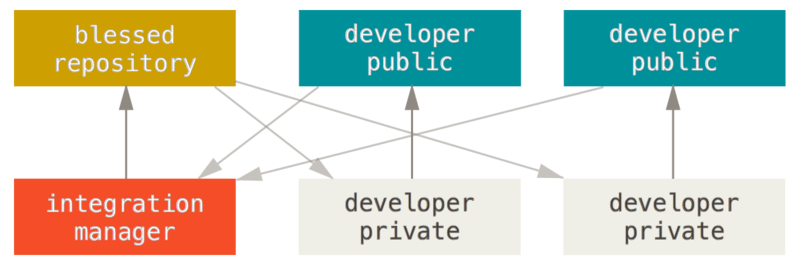 blessed
repository
developer
public
developer
public
integration
manager
developer
private
developer
private